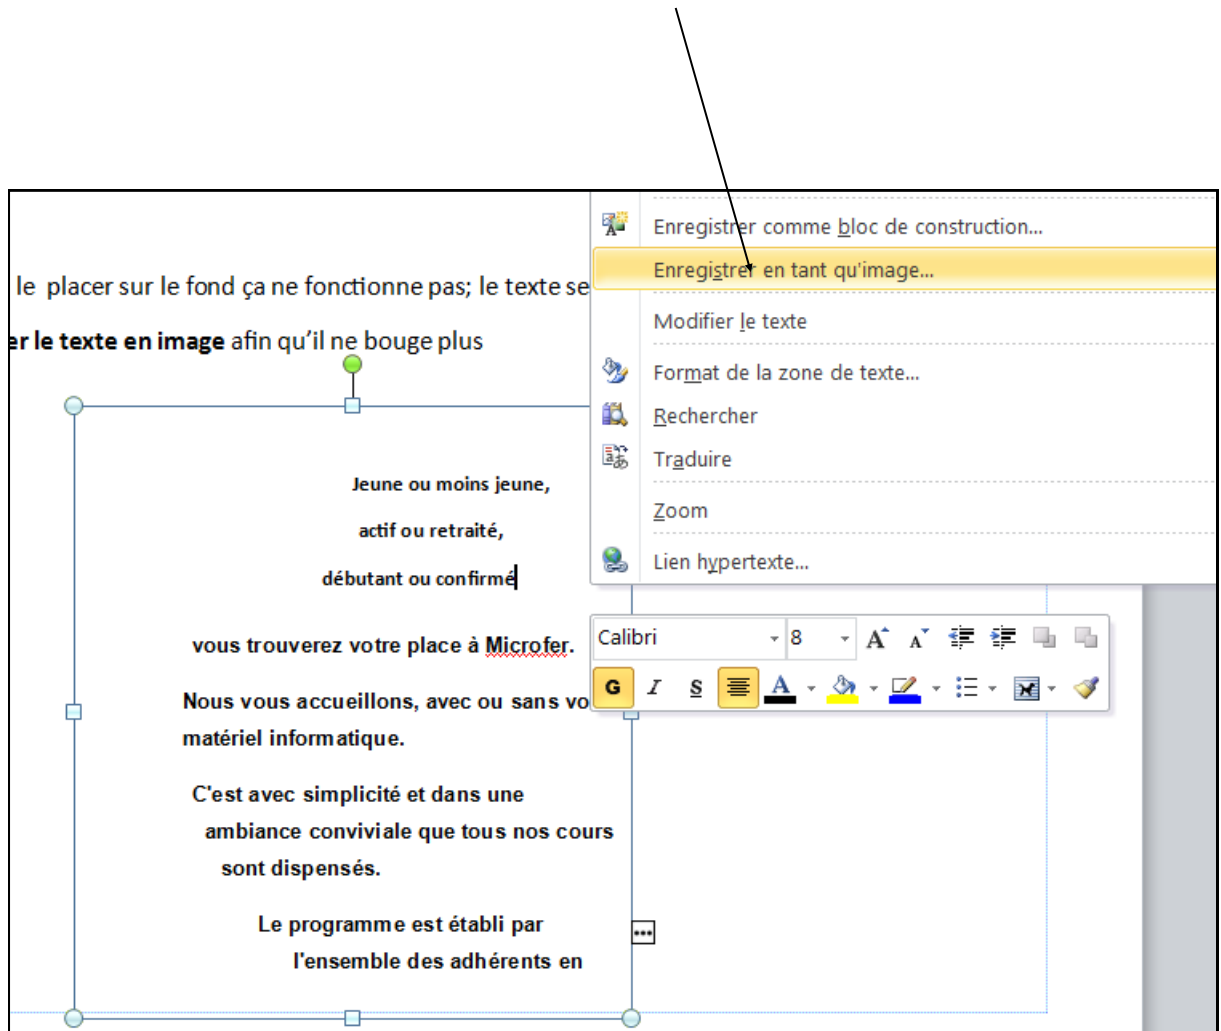 Enregistrer comme bloc de construction...
Enregistrer en tant qu'image...
le placer sur le fond ça ne fonctionne pas; le texte se
Modifier le texte
er le texte en image afin qu'il ne bouge plus
Format de la zone de texte...
Rechercher
Traduire
Zoom
Lien hypertexte...
Jeune ou moins jeune,
actif ou retraité,
débutant ou confirmé
vous trouverez votre place à Microfer.
Calibri 8 A A
G I S A
Nous vous accueillons, avec ou sans vo
matériel informatique.
C'est avec simplicité et dans une
ambiance conviviale que tous nos cours
sont dispensés.
Le programme est établi par
l'ensemble des adhérents en